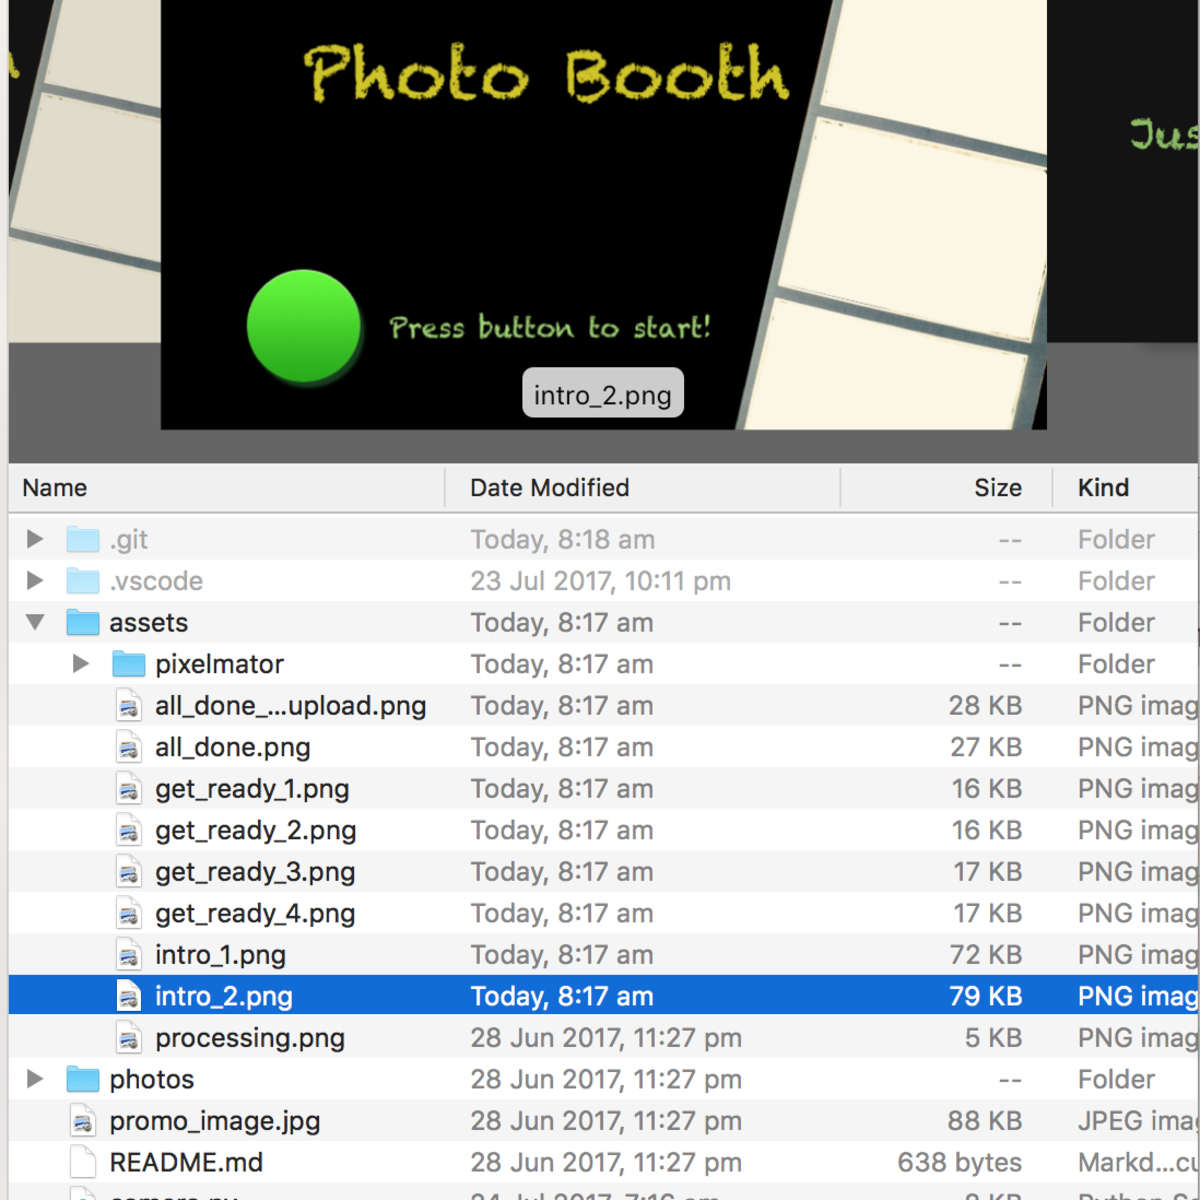 Photo Booth
Jus
Press button to start!
intro_2.png
Name Date Modified Size Kind
.git Today, 8:18 am -- Folder
.vscode 23 Jul 2017, 10:11 pm -- Folder
assets Today, 8:17 am -- Folder
pixelmator Today, 8:17 am -- Folder
all_done_...upload.png Today, 8:17 am 28 KB PNG imag
all_done.png Today, 8:17 am 27 KB PNG imag
get_ready_1.png Today, 8:17 am 16 KB PNG imag
get_ready_2.png Today, 8:17 am 16 KB PNG imag
get_ready_3.png Today, 8:17 am 17 KB PNG imag
get_ready_4.png Today, 8:17 am 17 KB PNG imag
intro_1.png Today, 8:17 am 72 KB PNG imag
intro_2.png Today, 8:17 am 79 KB PNG imag
processing.png 28 Jun 2017, 11:27 pm 5 KB PNG imag
photos 28 Jun 2017, 11:27 pm -- Folder
promo_image.jpg 28 Jun 2017, 11:27 pm 88 KB JPEG ima
README.md 28 Jun 2017, 11:27 pm 638 bytes Markd...cu